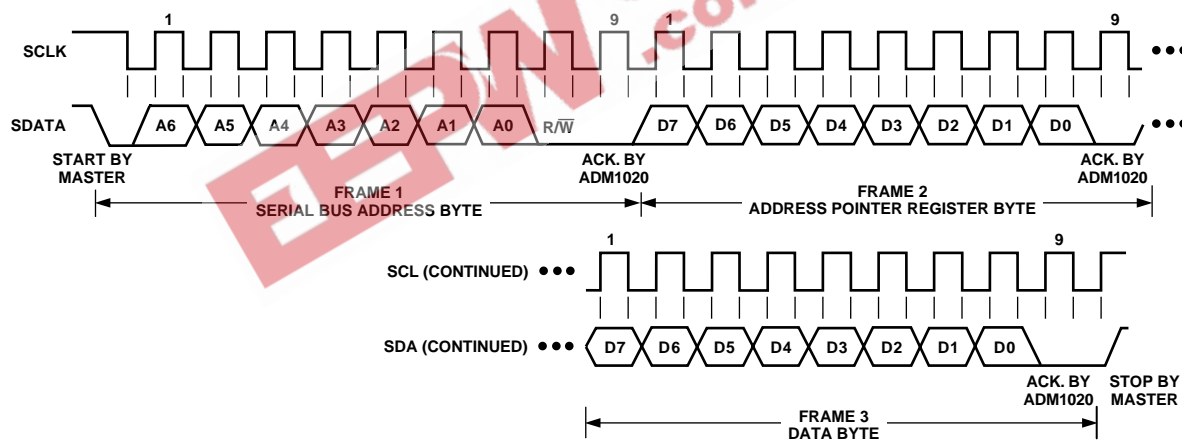 1 9 1 9
SCLK
SDATA A6 A5 A4 A3 A2 A1 A0 R/W̅ D7 D6 D5 D4 D3 D2 D1 D0
START BY MASTER
ACK. BY ADM1020
ACK. BY ADM1020
FRAME 1
SERIAL BUS ADDRESS BYTE
FRAME 2
ADDRESS POINTER REGISTER BYTE
1 9
SCL (CONTINUED)
SDA (CONTINUED) D7 D6 D5 D4 D3 D2 D1 D0
ACK. BY ADM1020
STOP BY MASTER
FRAME 3
DATA BYTE
EEPW .com